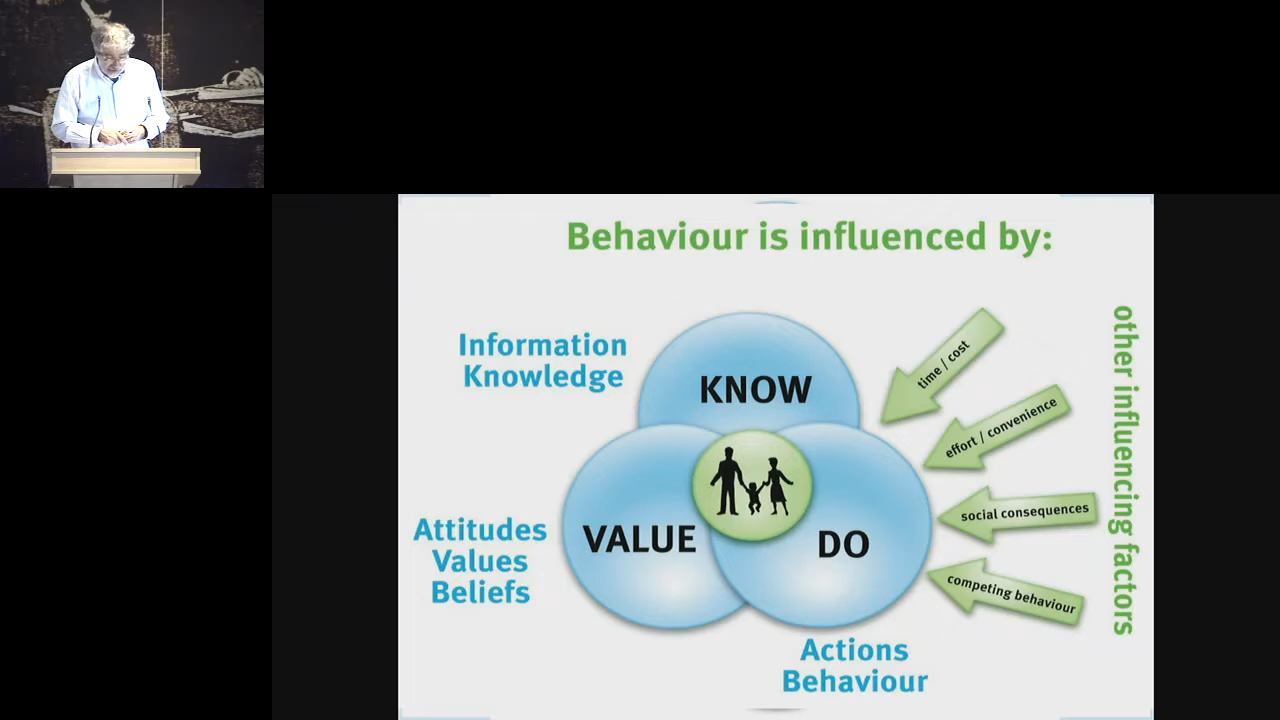 Behaviour is influenced by:
Information
Knowledge
KNOW
time / cost
effort / convenience
social consequences
competing behaviour
other influencing factors
Attitudes
Values
Beliefs
VALUE
DO
Actions
Behaviour